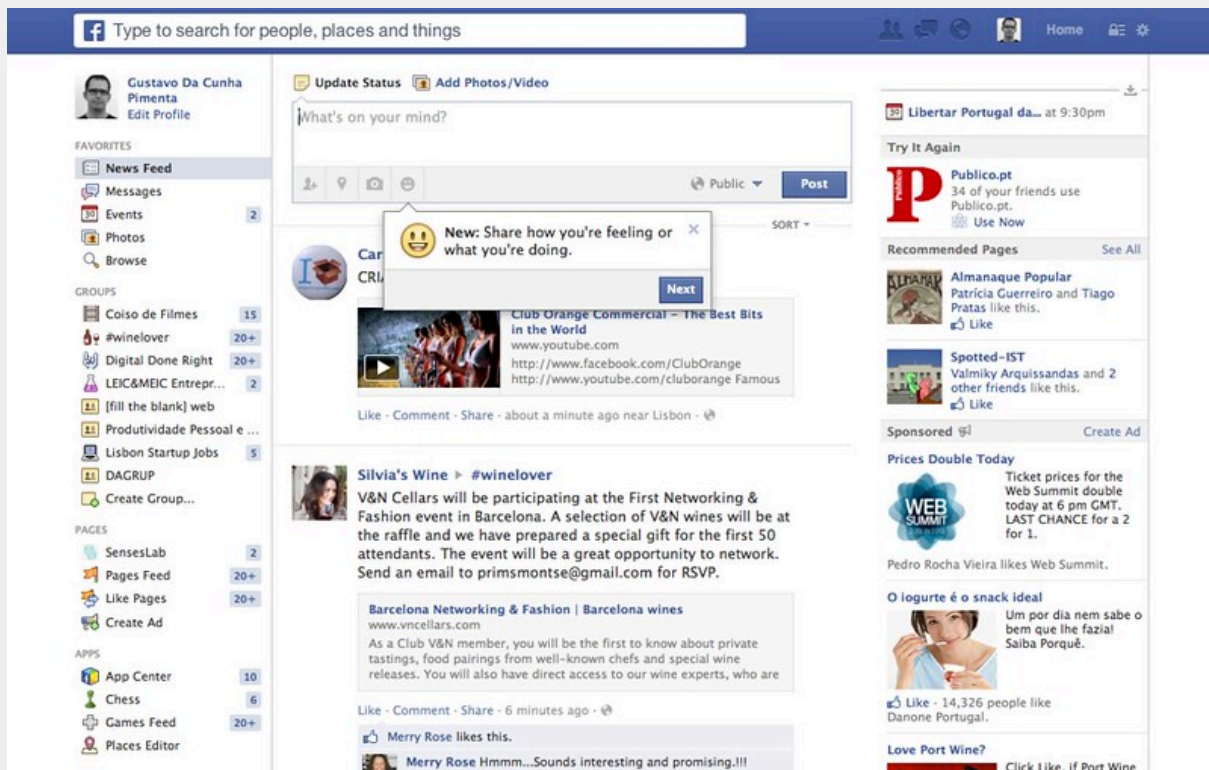 Type to search for people, places and things
Home
Gustavo Da Cunha
Pimenta
Edit Profile
FAVORITES
News Feed
Messages
Events 2
Photos
Browse
GROUPS
Coiso de Filmes 15
#winelover 20+
Digital Done Right 20+
LEIC&MEIC Entrepr... 2
[fill the blank] web
Produtividade Pessoal e ...
Lisbon Startup Jobs 5
DAGRUP
Create Group...
PAGES
SensesLab 2
Pages Feed 20+
Like Pages 20+
Create Ad
APPS
App Center 10
Chess 6
Games Feed 20+
Places Editor
Update Status Add Photos/Video
What's on your mind?
Public Post
SORT
New: Share how you're feeling or
what you're doing.
Next
Car
CRIA
Club Orange Commercial - The Best Bits
in the World
www.youtube.com
http://www.facebook.com/ClubOrange
http://www.youtube.com/cluborange Famous
Like · Comment · Share · about a minute ago near Lisbon ·
Silvia's Wine #winelover
V&N Cellars will be participating at the First Networking &
Fashion event in Barcelona. A selection of V&N wines will be at
the raffle and we have prepared a special gift for the first 50
attendants. The event will be a great opportunity to network.
Send an email to primsmontse@gmail.com for RSVP.
Barcelona Networking & Fashion | Barcelona wines
www.vncellars.com
As a Club V&N member, you will be the first to know about private
tastings, food pairings from well-known chefs and special wine
releases. You will also have direct access to our wine experts, who are
Like · Comment · Share · 6 minutes ago ·
Merry Rose likes this.
Merry Rose Hmmm...Sounds interesting and promising.!!!
Libertar Portugal da... at 9:30pm
Try It Again
Publico
Publico.pt
34 of your friends use
Publico.pt.
Use Now
Recommended Pages See All
Almanaque Popular
Patrícia Guerreiro and Tiago
Pratas like this.
Like
Spotted-IST
Valmiky Arquissandas and 2
other friends like this.
Like
Sponsored Create Ad
Prices Double Today
WEB
SUMMIT
Ticket prices for the
Web Summit double
today at 6 pm GMT.
LAST CHANCE for a 2
for 1.
Pedro Rocha Vieira likes Web Summit.
O iogurte é o snack ideal
Um por dia nem sabe o
bem que lhe fazia!
Saiba Porquê.
Like · 14,326 people like
Danone Portugal.
Love Port Wine?
Click Like, if Port Wine